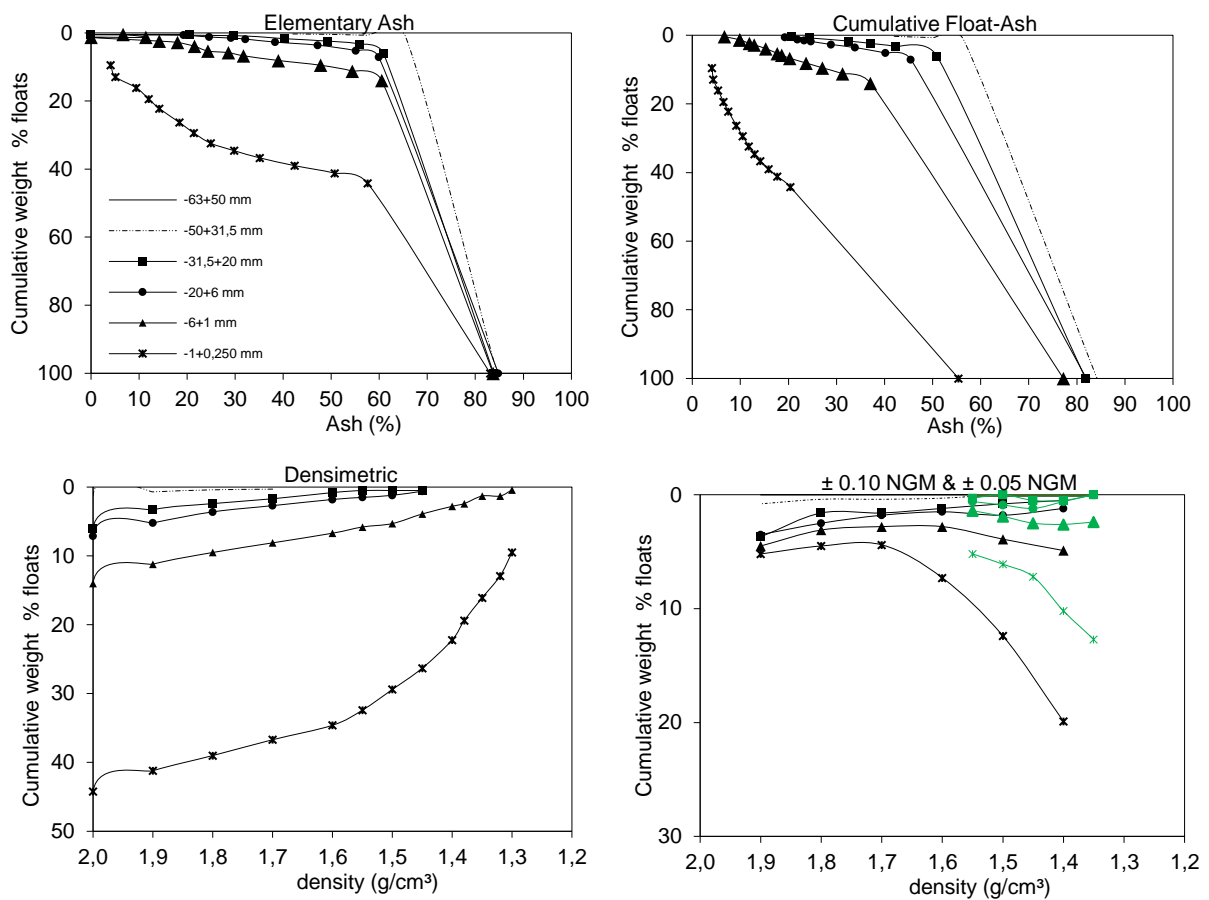 Elementary Ash
Cumulative weight % floats
0
20
40
60
80
100
-63+50 mm
-50+31,5 mm
-31,5+20 mm
-20+6 mm
-6+1 mm
-1+0,250 mm
0 10 20 30 40 50 60 70 80 90 100
Ash (%)
Cumulative Float-Ash
Cumulative weight % floats
0
20
40
60
80
100
0 10 20 30 40 50 60 70 80 90 100
Ash (%)
Densimetric
Cumulative weight % floats
0
10
20
30
40
50
2,0 1,9 1,8 1,7 1,6 1,5 1,4 1,3 1,2
density (g/cm³)
± 0.10 NGM & ± 0.05 NGM
Cumulative weight % floats
0
10
20
30
2,0 1,9 1,8 1,7 1,6 1,5 1,4 1,3 1,2
density (g/cm³)